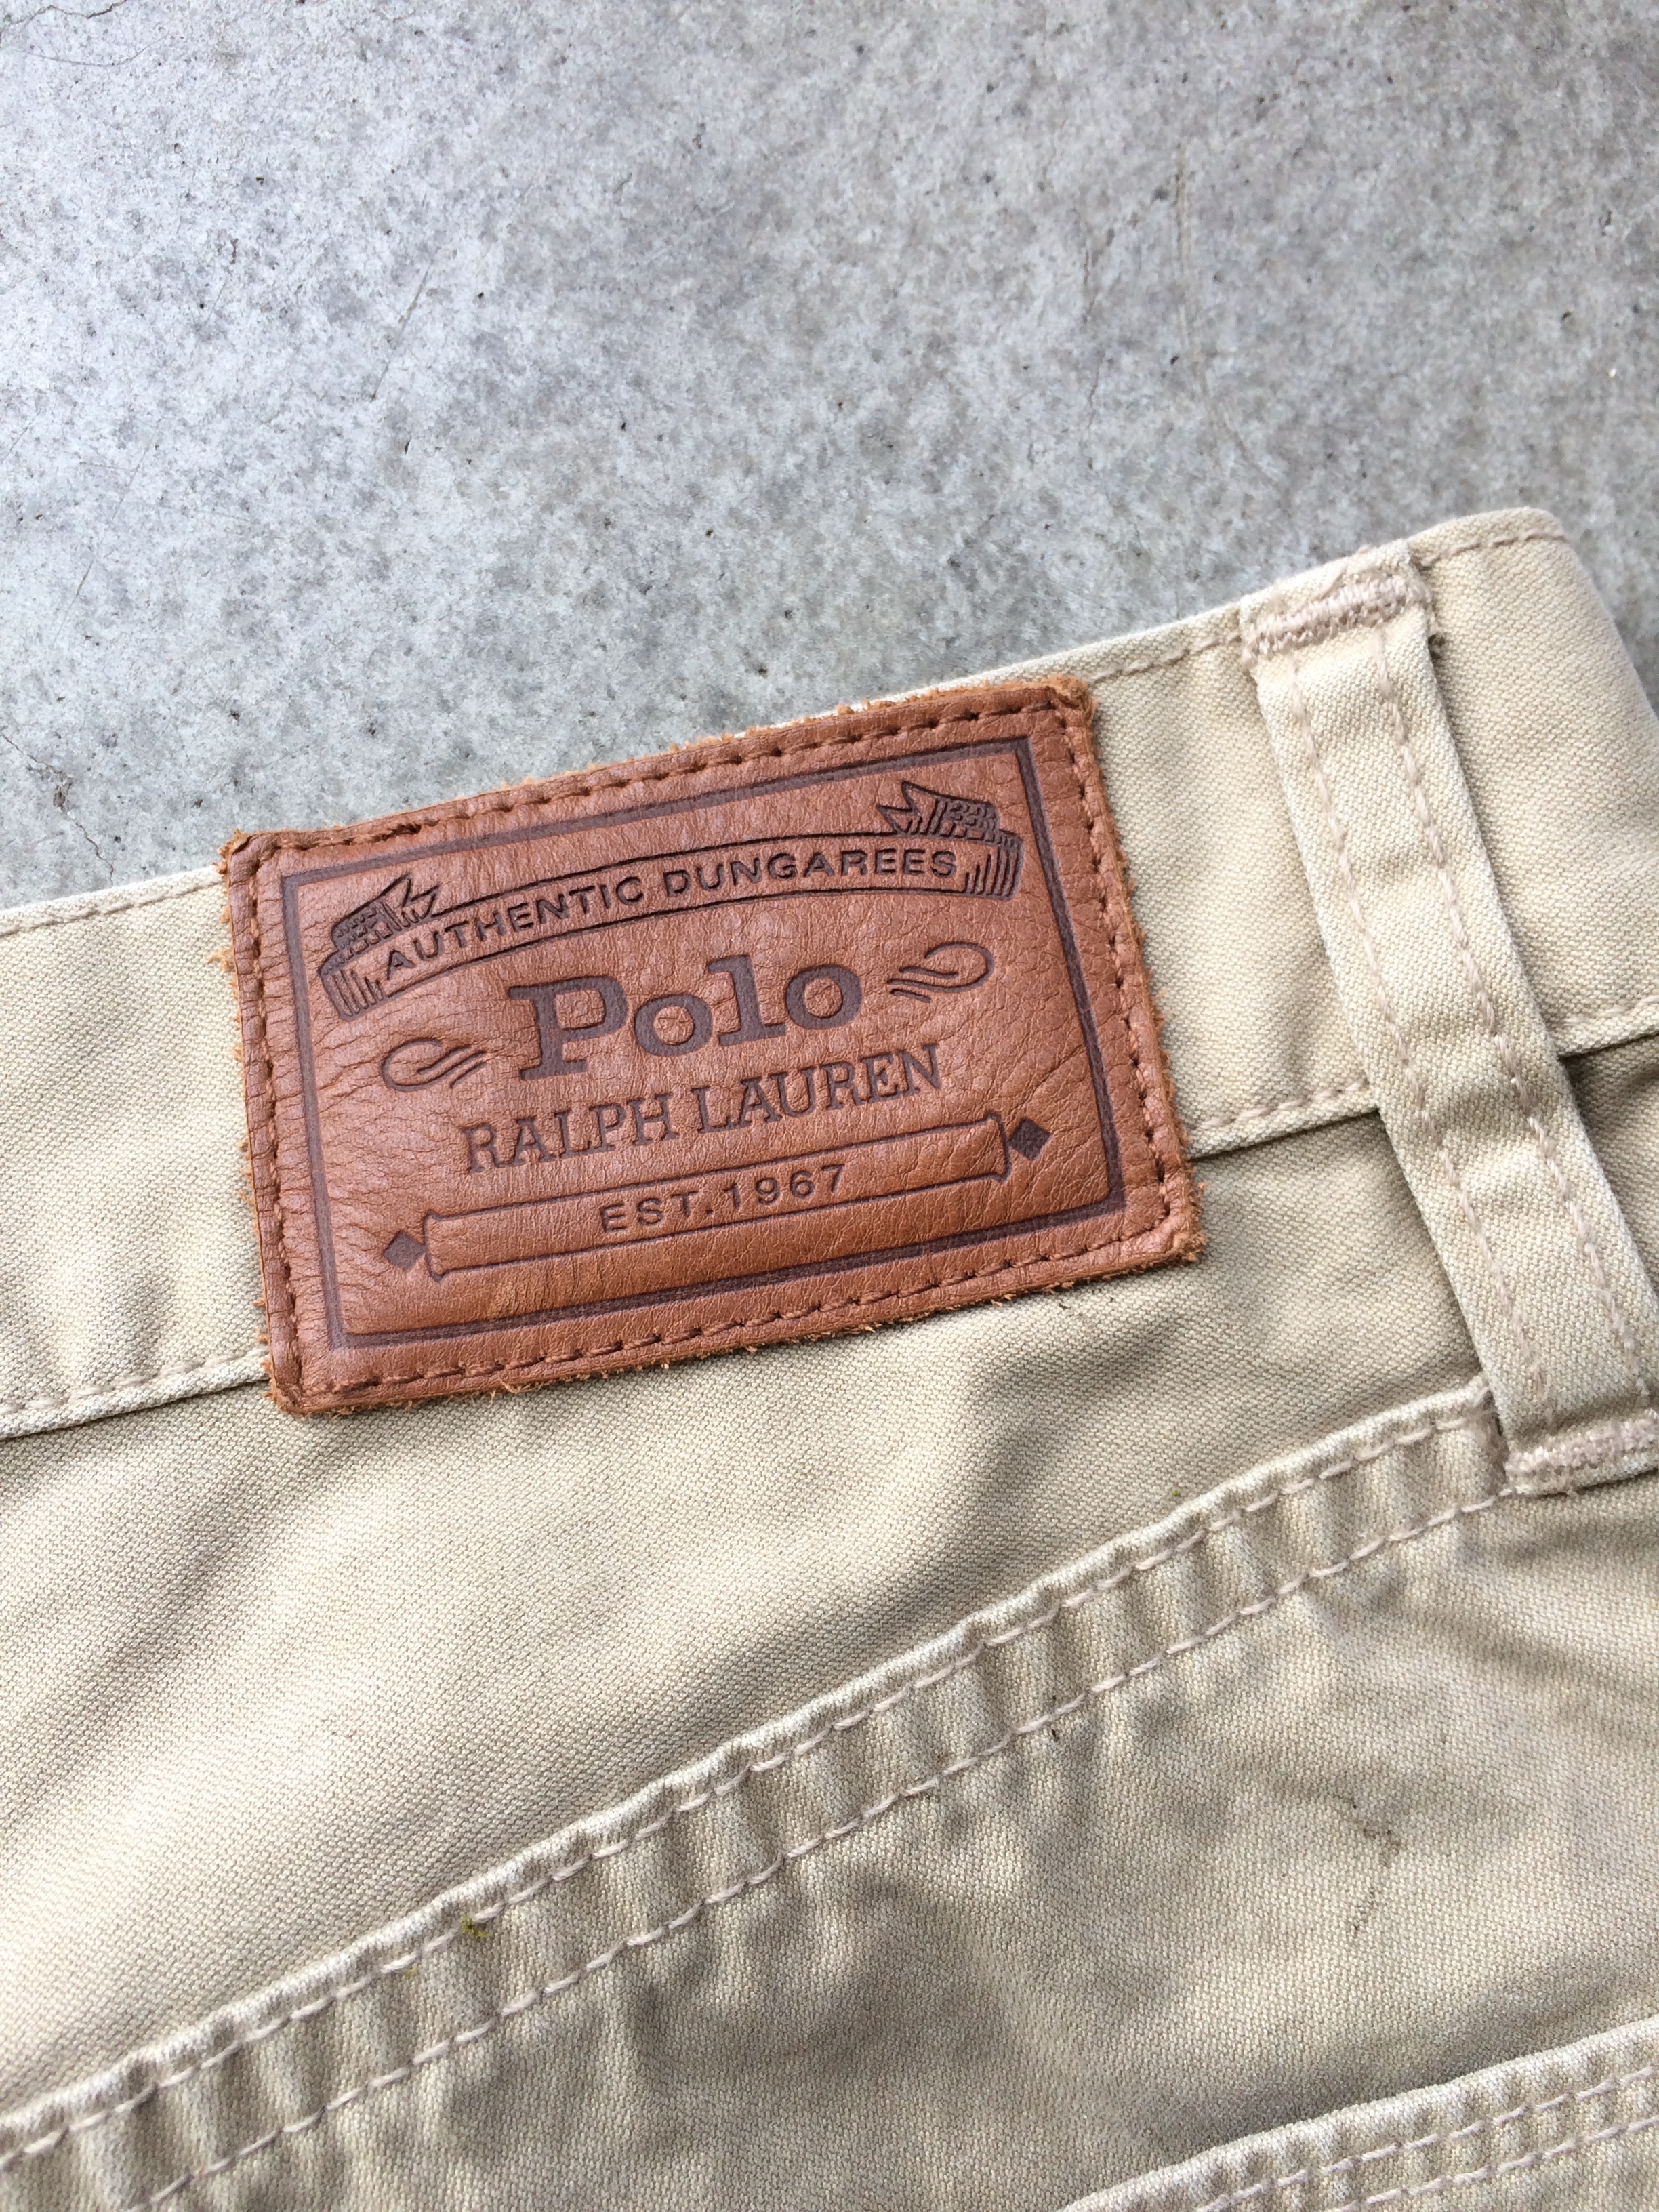 AUTHENTIC DUNGAREES
Polo
RALPH LAUREN
EST. 1967